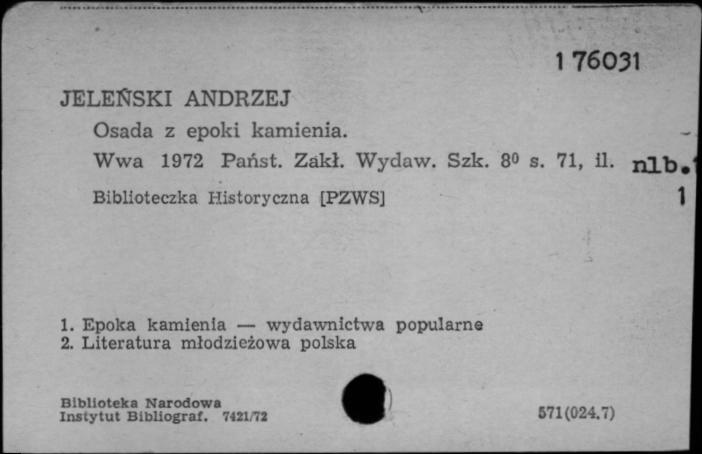 176031
JELEŃSKI ANDRZEJ
Osada z epoki kamienia.
Wwa 1972 Państ. Zakł. Wydaw. Szk. 8⁰ s. 71, il. nlb.1
Biblioteczka Historyczna [PZWS] 1
1. Epoka kamienia — wydawnictwa popularne
2. Literatura młodzieżowa polska
Biblioteka Narodowa
Instytut Bibliograf. 7421/72
571(024.7)